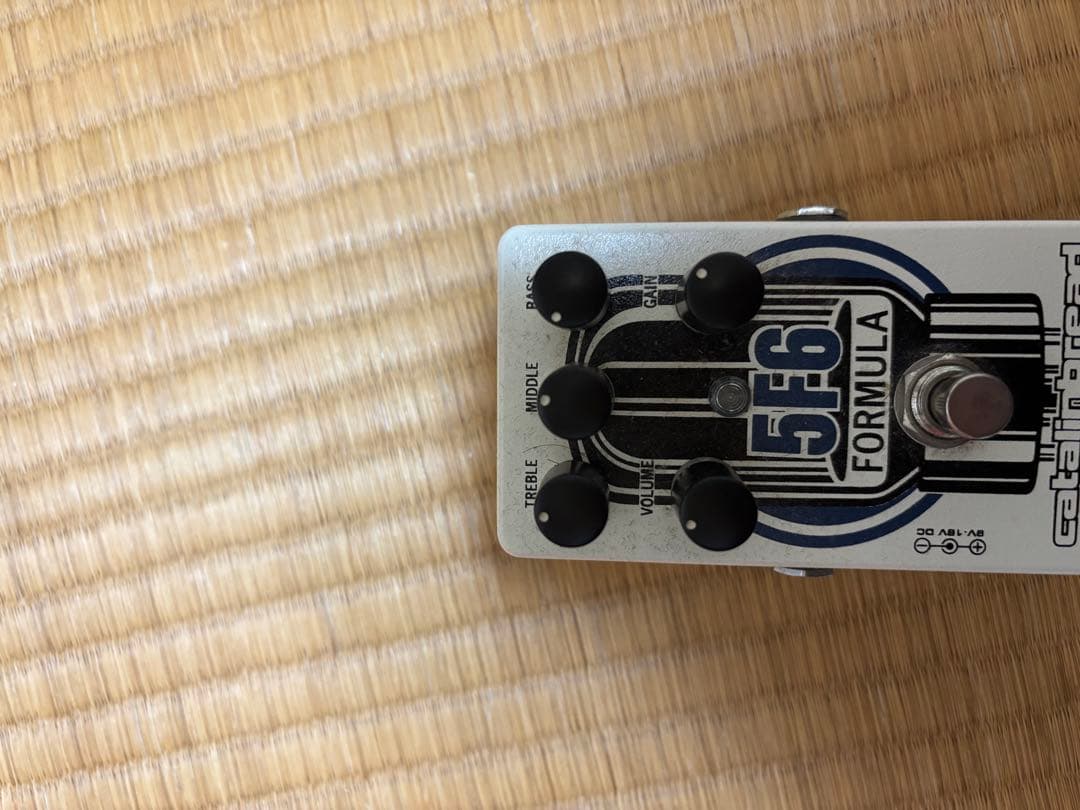 TREBLE MIDDLE BASS
VOLUME GAIN
5F6
FORMULA
9V-18V DC
catalinbread